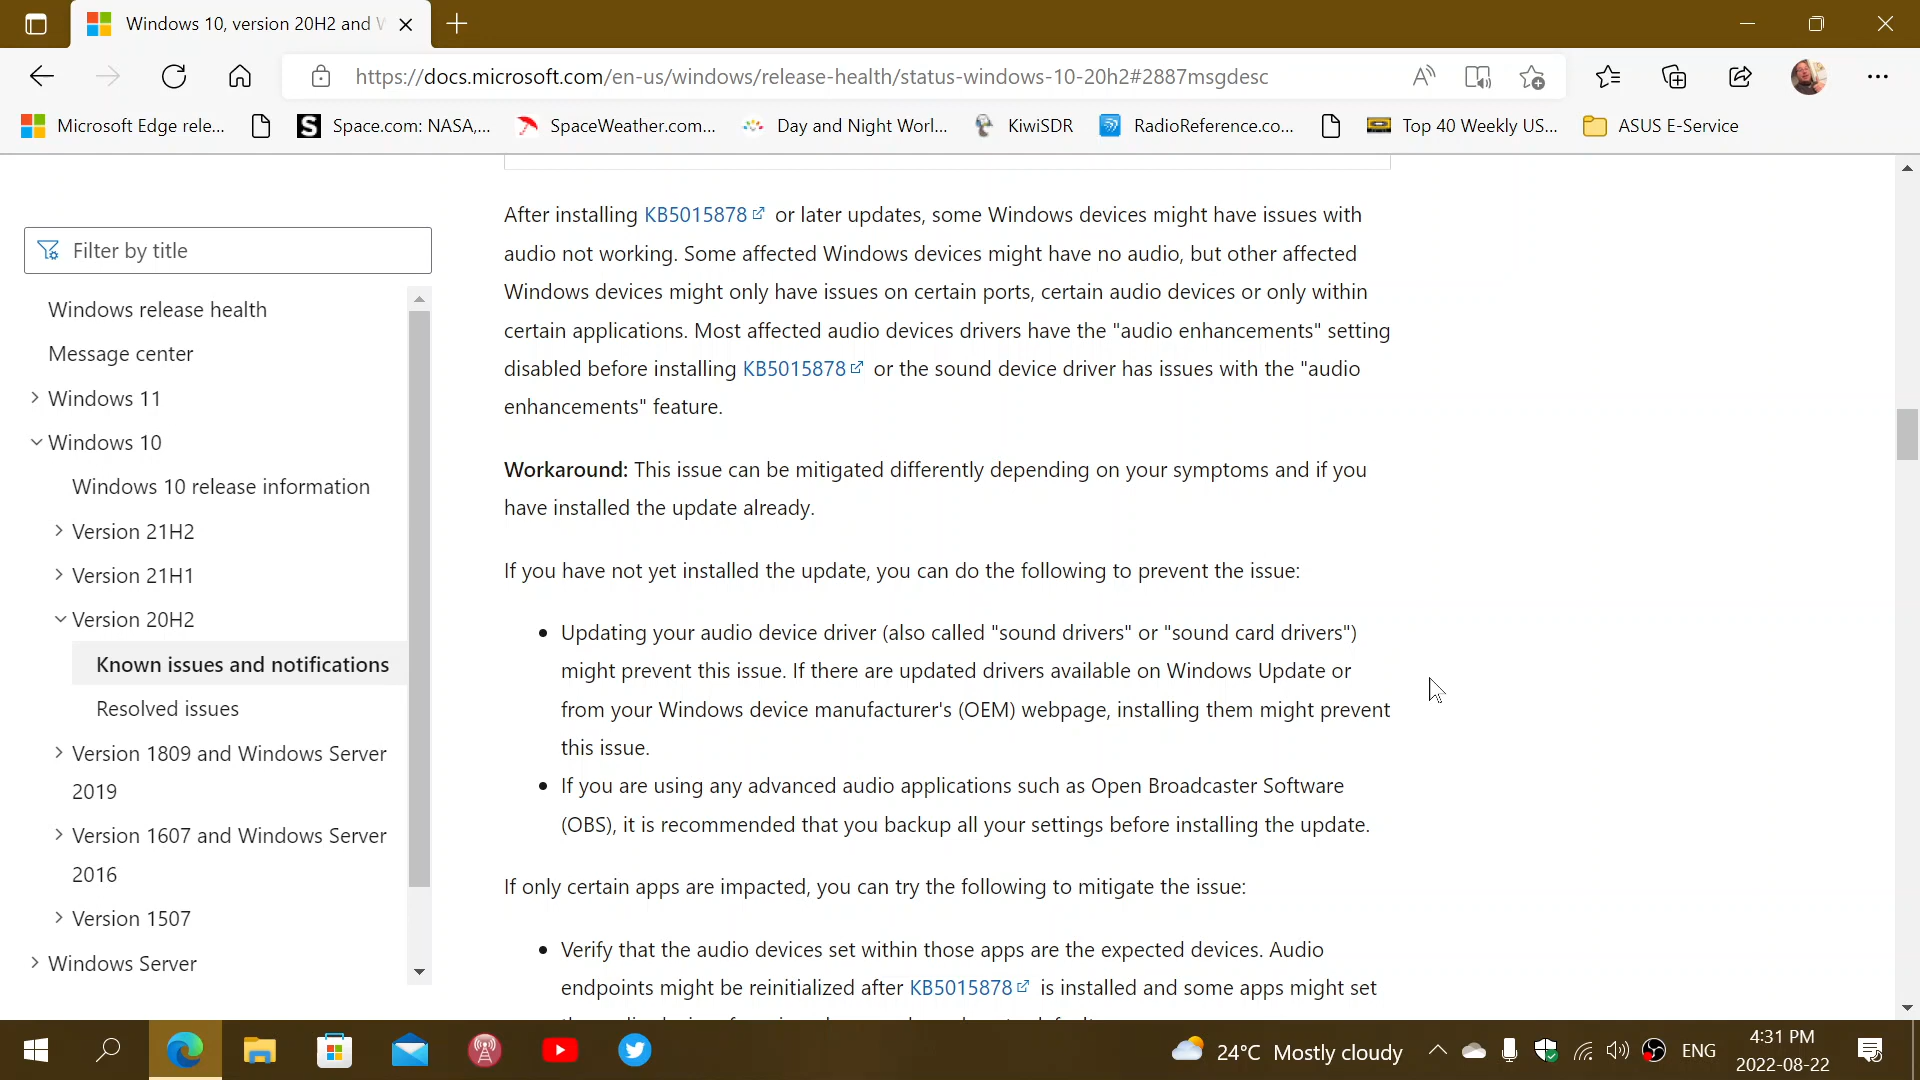 Windows 10, version 20H2 and W
https://docs.microsoft.com/en-us/windows/release-health/status-windows-10-20h2#2887msgdesc
Microsoft Edge rele...
Space.com: NASA,...
SpaceWeather.com...
Day and Night Worl...
KiwiSDR
RadioReference.co...
Top 40 Weekly US...
ASUS E-Service
Filter by title
Windows release health
Message center
Windows 11
Windows 10
Windows 10 release information
Version 21H2
Version 21H1
Version 20H2
Known issues and notifications
Resolved issues
Version 1809 and Windows Server
2019
Version 1607 and Windows Server
2016
Version 1507
Windows Server
After installing KB5015878 or later updates, some Windows devices might have issues with
audio not working. Some affected Windows devices might have no audio, but other affected
Windows devices might only have issues on certain ports, certain audio devices or only within
certain applications. Most affected audio devices drivers have the "audio enhancements" setting
disabled before installing KB5015878 or the sound device driver has issues with the "audio
enhancements" feature.
Workaround: This issue can be mitigated differently depending on your symptoms and if you
have installed the update already.
If you have not yet installed the update, you can do the following to prevent the issue:
• Updating your audio device driver (also called "sound drivers" or "sound card drivers")
might prevent this issue. If there are updated drivers available on Windows Update or
from your Windows device manufacturer's (OEM) webpage, installing them might prevent
this issue.
• If you are using any advanced audio applications such as Open Broadcaster Software
(OBS), it is recommended that you backup all your settings before installing the update.
If only certain apps are impacted, you can try the following to mitigate the issue:
• Verify that the audio devices set within those apps are the expected devices. Audio
endpoints might be reinitialized after KB5015878 is installed and some apps might set
24°C Mostly cloudy
ENG
4:31 PM
2022-08-22